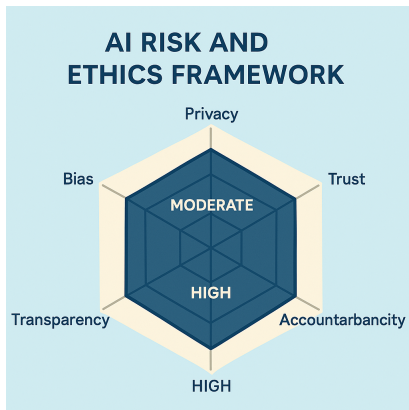 AI RISK AND
ETHICS FRAMEWORK
Privacy
Bias
Trust
MODERATE
HIGH
Transparency
Accountarbancity
HIGH